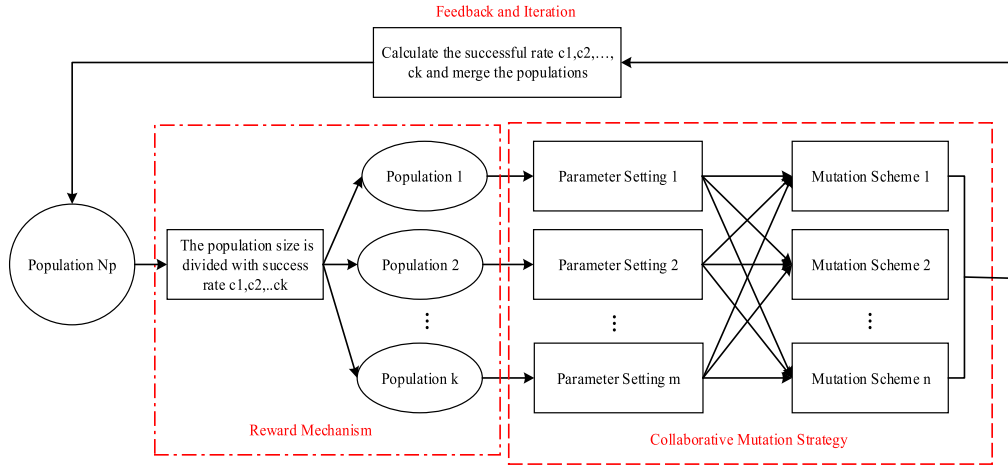 Feedback and Iteration
Calculate the successful rate c1,c2,…,
ck and merge the populations
Population Np
The population size is
divided with success
rate c1,c2,..ck
Population 1
Population 2
⋮
Population k
Reward Mechanism
Parameter Setting 1
Parameter Setting 2
⋮
Parameter Setting m
Mutation Scheme 1
Mutation Scheme 2
⋮
Mutation Scheme n
Collaborative Mutation Strategy